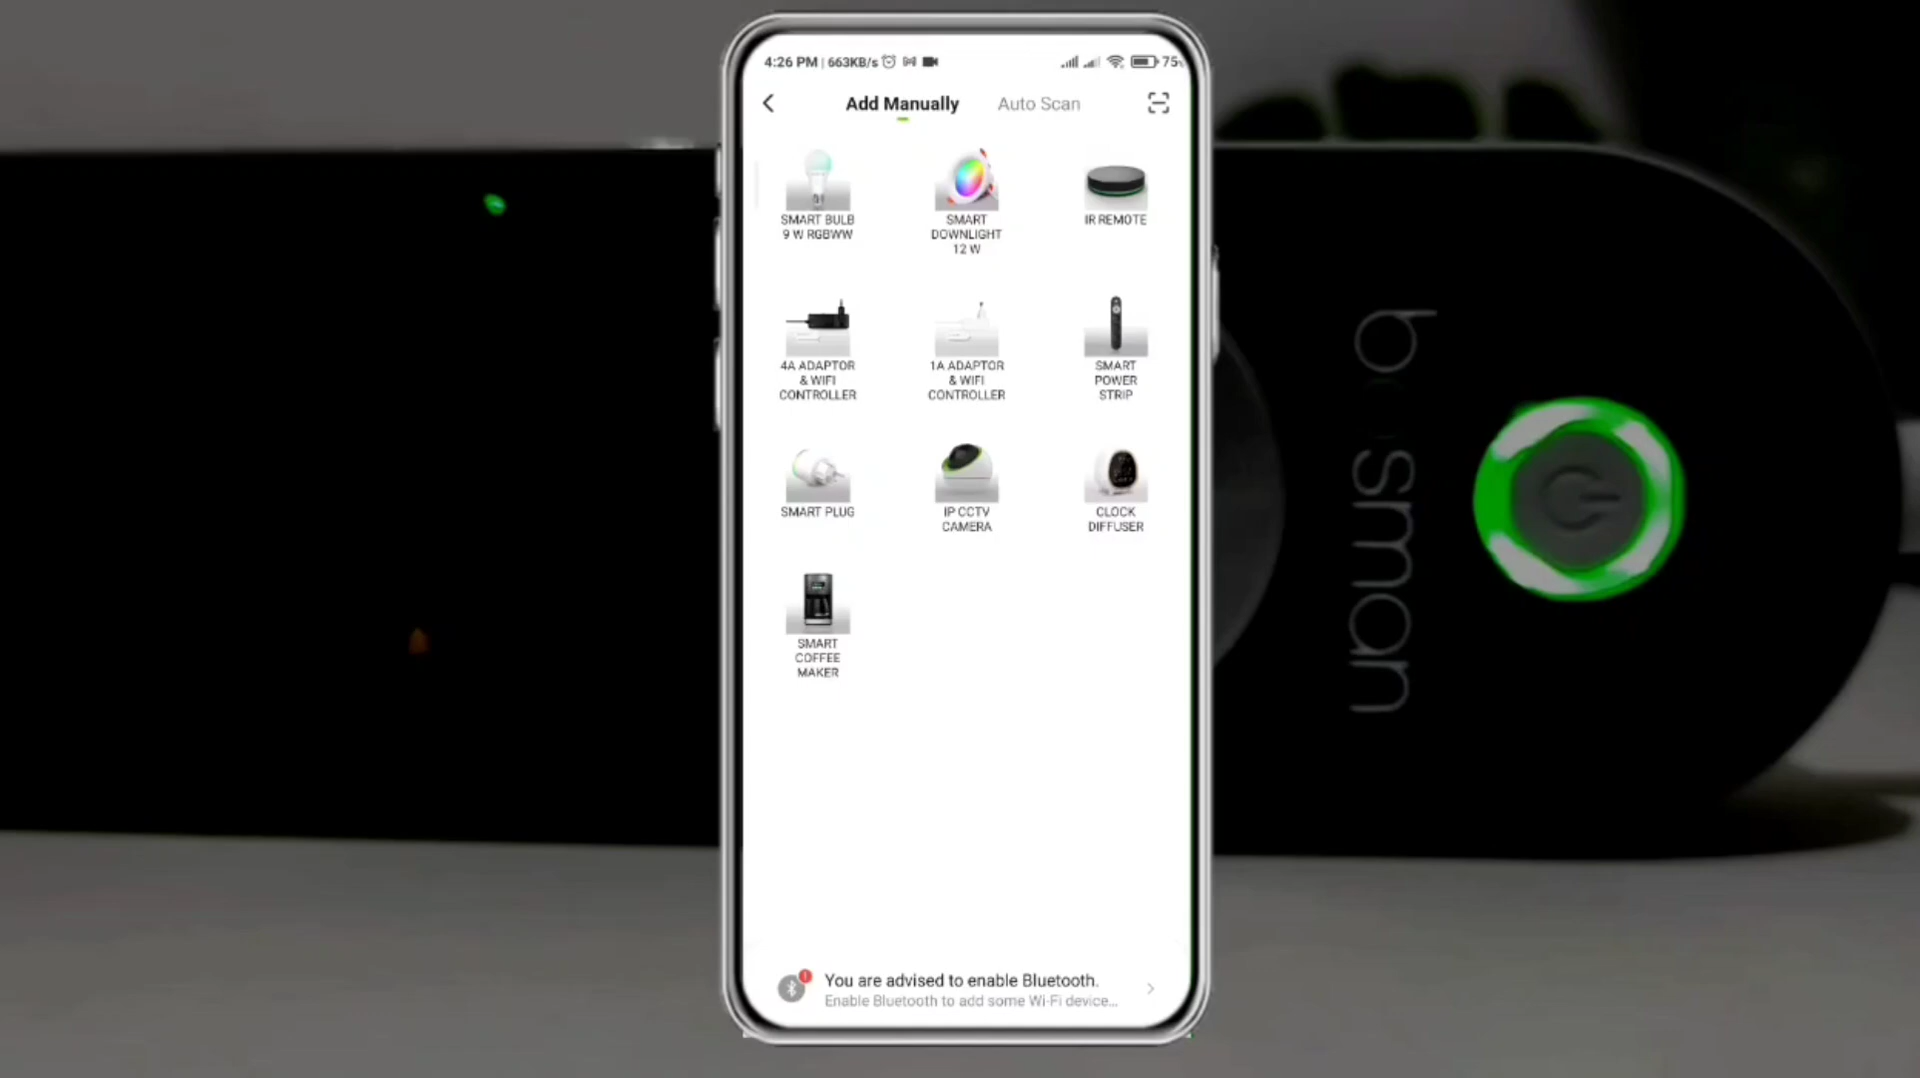 4:26 PM | 663KB/s
75
Add Manually
Auto Scan
SMART BULB
9 W RGBWW
SMART
DOWNLIGHT
12 W
IR REMOTE
4A ADAPTOR
& WIFI
CONTROLLER
1A ADAPTOR
& WIFI
CONTROLLER
SMART
POWER
STRIP
SMART PLUG
IP CCTV
CAMERA
CLOCK
DIFFUSER
SMART
COFFEE
MAKER
You are advised to enable Bluetooth.
Enable Bluetooth to add some Wi-Fi device...